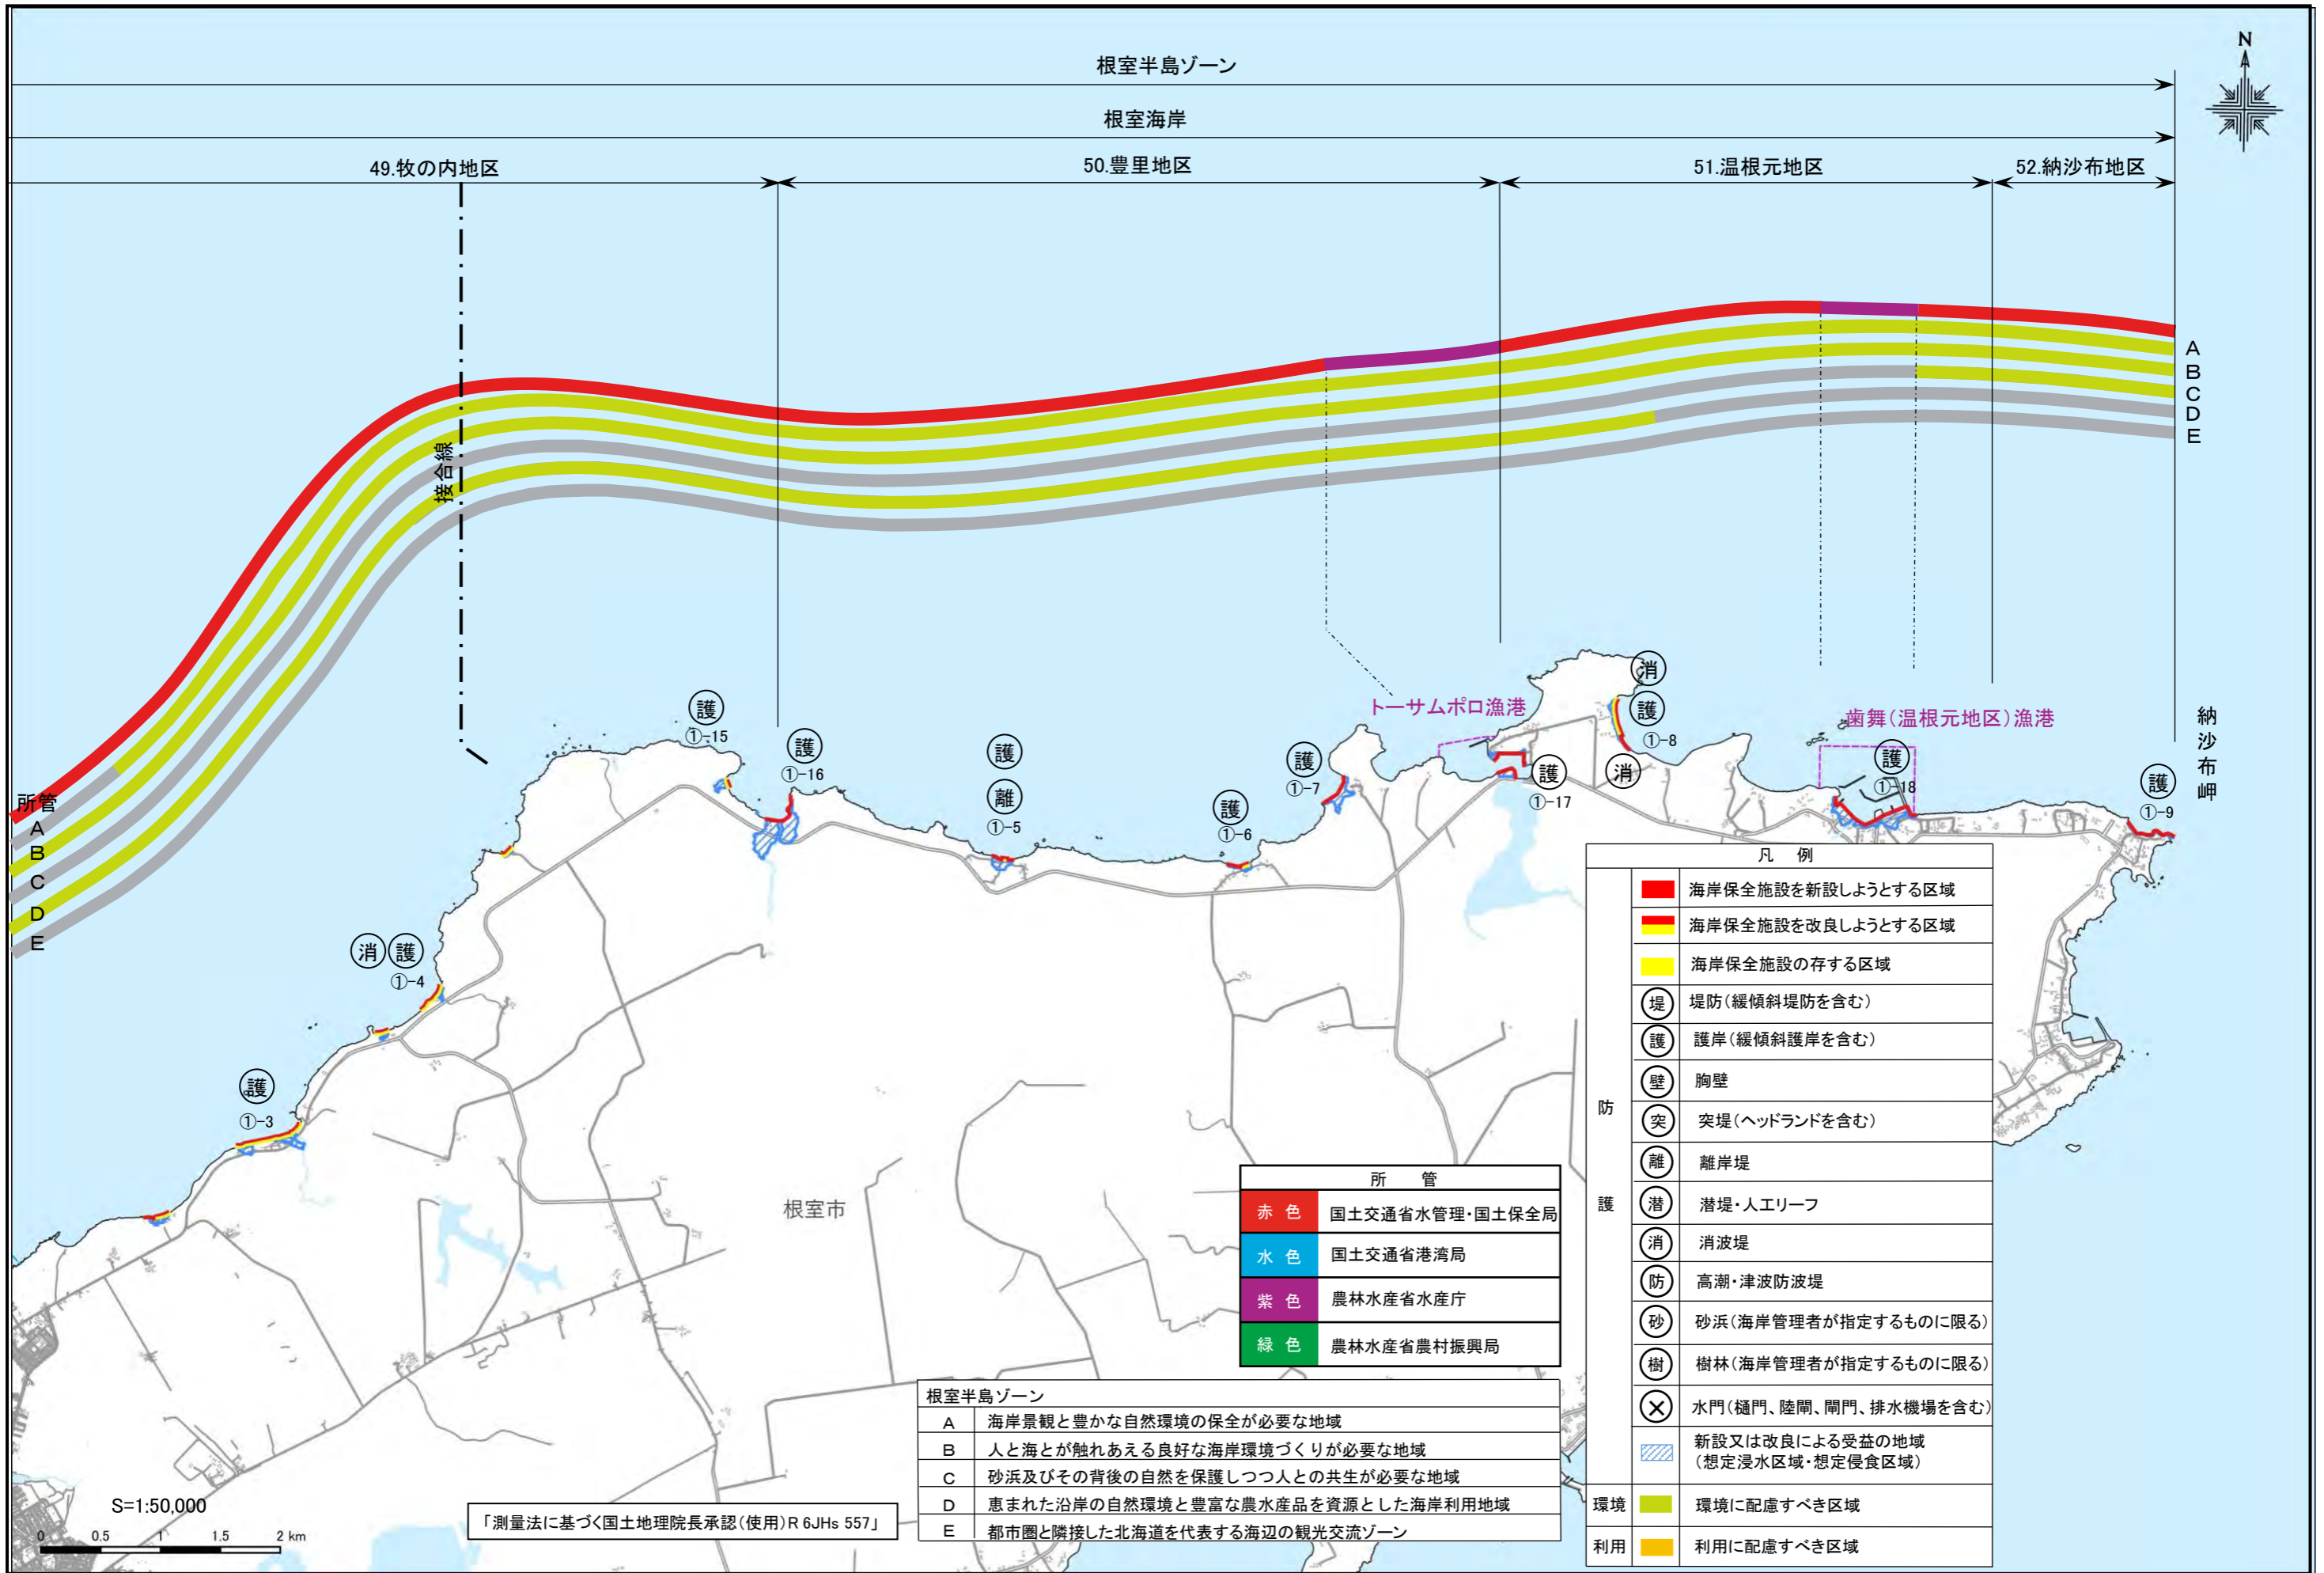 根室半島ゾーン
根室海岸
49.牧の内地区
50.豊里地区
51.温根元地区
52.納沙布地区
N
接合線
A
B
C
D
E
所管
A
B
C
D
E
納沙布岬
トーサムポロ漁港
歯舞(温根元地区)漁港
護
①-15
護
①-16
護
離
①-5
護
①-6
護
①-7
護
①-17
消
護
①-8
消
護
①-18
護
①-9
消 護
①-4
護
①-3
根室市
凡 例
防護
海岸保全施設を新設しようとする区域
海岸保全施設を改良しようとする区域
海岸保全施設の存する区域
堤 堤防(緩傾斜堤防を含む)
護 護岸(緩傾斜護岸を含む)
壁 胸壁
突 突堤(ヘッドランドを含む)
離 離岸堤
潜 潜堤・人工リーフ
消 消波堤
防 高潮・津波防波堤
砂 砂浜(海岸管理者が指定するものに限る)
樹 樹林(海岸管理者が指定するものに限る)
水門(樋門、陸閘、閘門、排水機場を含む)
新設又は改良による受益の地域
(想定浸水区域・想定侵食区域)
環境 環境に配慮すべき区域
利用 利用に配慮すべき区域
所 管
赤 色 国土交通省水管理・国土保全局
水 色 国土交通省港湾局
紫 色 農林水産省水産庁
緑 色 農林水産省農村振興局
根室半島ゾーン
A 海岸景観と豊かな自然環境の保全が必要な地域
B 人と海とが触れあえる良好な海岸環境づくりが必要な地域
C 砂浜及びその背後の自然を保護しつつ人との共生が必要な地域
D 恵まれた沿岸の自然環境と豊富な農水産品を資源とした海岸利用地域
E 都市圏と隣接した北海道を代表する海辺の観光交流ゾーン
「測量法に基づく国土地理院長承認(使用)R 6JHs 557」
S=1:50,000
0 0.5 1 1.5 2 km